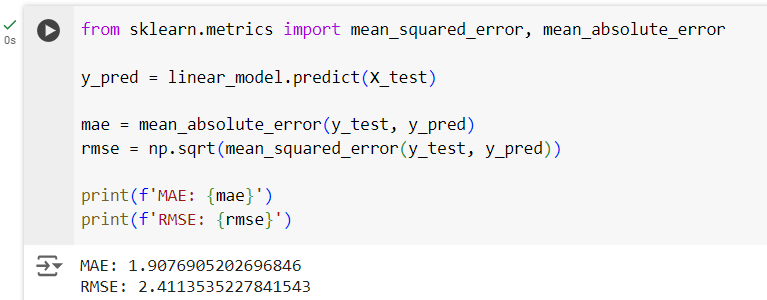 from sklearn.metrics import mean_squared_error, mean_absolute_error
0s
y_pred = linear_model.predict(X_test)
mae = mean_absolute_error(y_test, y_pred)
rmse = np.sqrt(mean_squared_error(y_test, y_pred))
print(f'MAE: {mae}')
print(f'RMSE: {rmse}')
MAE: 1.9076905202696846
RMSE: 2.4113535227841543